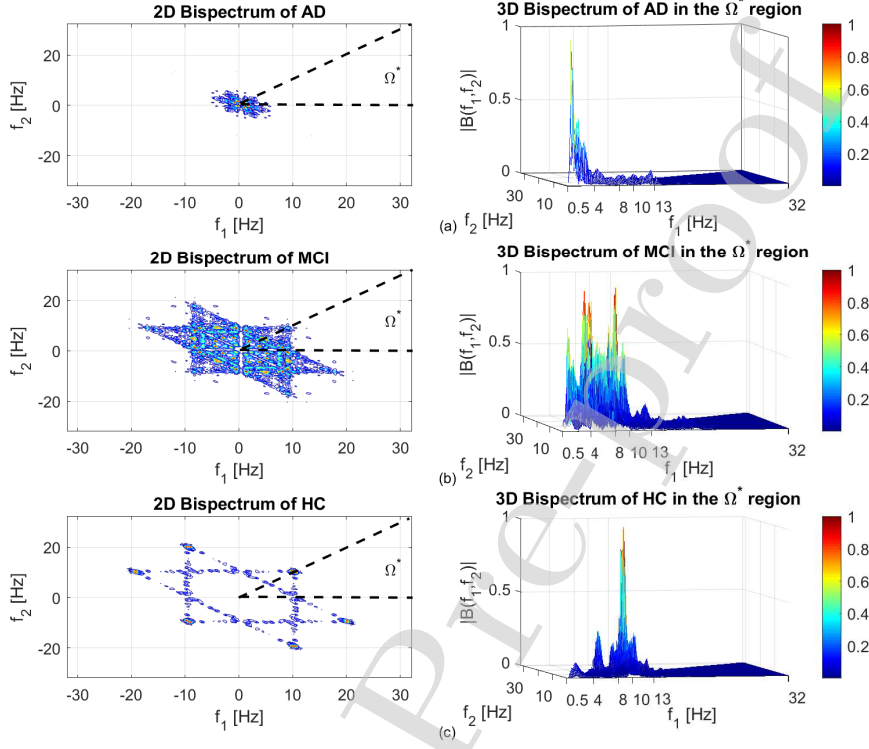 2D Bispectrum of AD
20
0
-20
f2 [Hz]
Ω*
-30 -20 -10 0 10 20 30
f1 [Hz]
3D Bispectrum of AD in the Ω* region
1
0.5
0
|B(f1,f2)|
30
10
f2 [Hz]
0.5 4 8 10 13 32
f1 [Hz]
1
0.8
0.6
0.4
0.2
(a)
2D Bispectrum of MCI
20
0
-20
f2 [Hz]
Ω*
-30 -20 -10 0 10 20 30
f1 [Hz]
3D Bispectrum of MCI in the Ω* region
1
0.5
0
|B(f1,f2)|
30
10
f2 [Hz]
0.5 4 8 10 13 32
f1 [Hz]
1
0.8
0.6
0.4
0.2
(b)
2D Bispectrum of HC
20
0
-20
f2 [Hz]
Ω*
-30 -20 -10 0 10 20 30
f1 [Hz]
3D Bispectrum of HC in the Ω* region
1
0.5
0
|B(f1,f2)|
30
10
f2 [Hz]
0.5 4 8 10 13 32
f1 [Hz]
1
0.8
0.6
0.4
0.2
(c)
Pre-proof